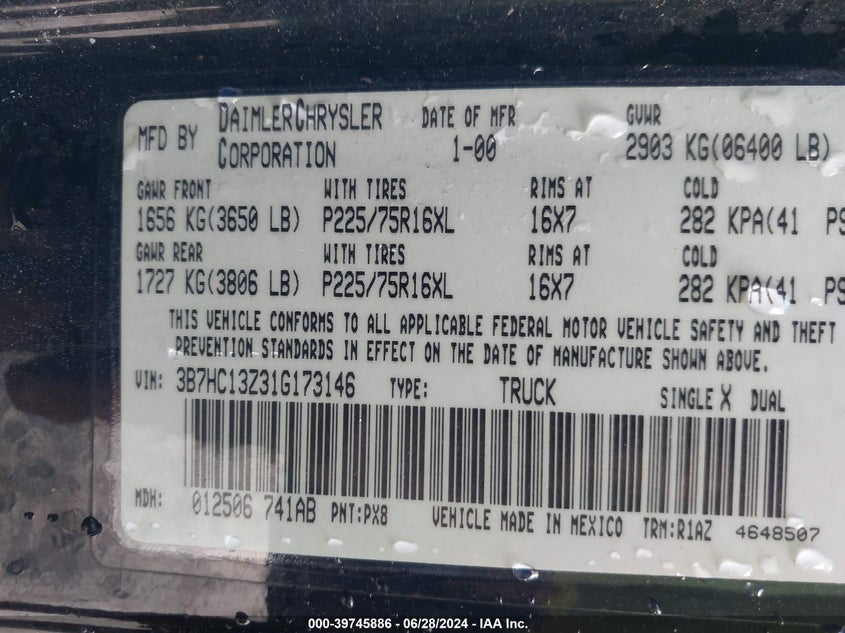 MFD BY DAIMLERCHRYSLER CORPORATION DATE OF MFR 1-00 GVWR 2903 KG(06400 LB)
GAWR FRONT WITH TIRES RIMS AT COLD
1656 KG(3650 LB) P225/75R16XL 16X7 282 KPA(41 PS
GAWR REAR WITH TIRES RIMS AT COLD
1727 KG(3806 LB) P225/75R16XL 16X7 282 KPA(41 PS
THIS VEHICLE CONFORMS TO ALL APPLICABLE FEDERAL MOTOR VEHICLE SAFETY AND THEFT
PREVENTION STANDARDS IN EFFECT ON THE DATE OF MANUFACTURE SHOWN ABOVE.
VIN: 3B7HC13Z31G173146 TYPE: TRUCK SINGLE X DUAL
MDH: 012506 741AB PNT:PX8 VEHICLE MADE IN MEXICO TRM:R1AZ 4648507
000-39745886 - 06/28/2024 - IAA Inc.